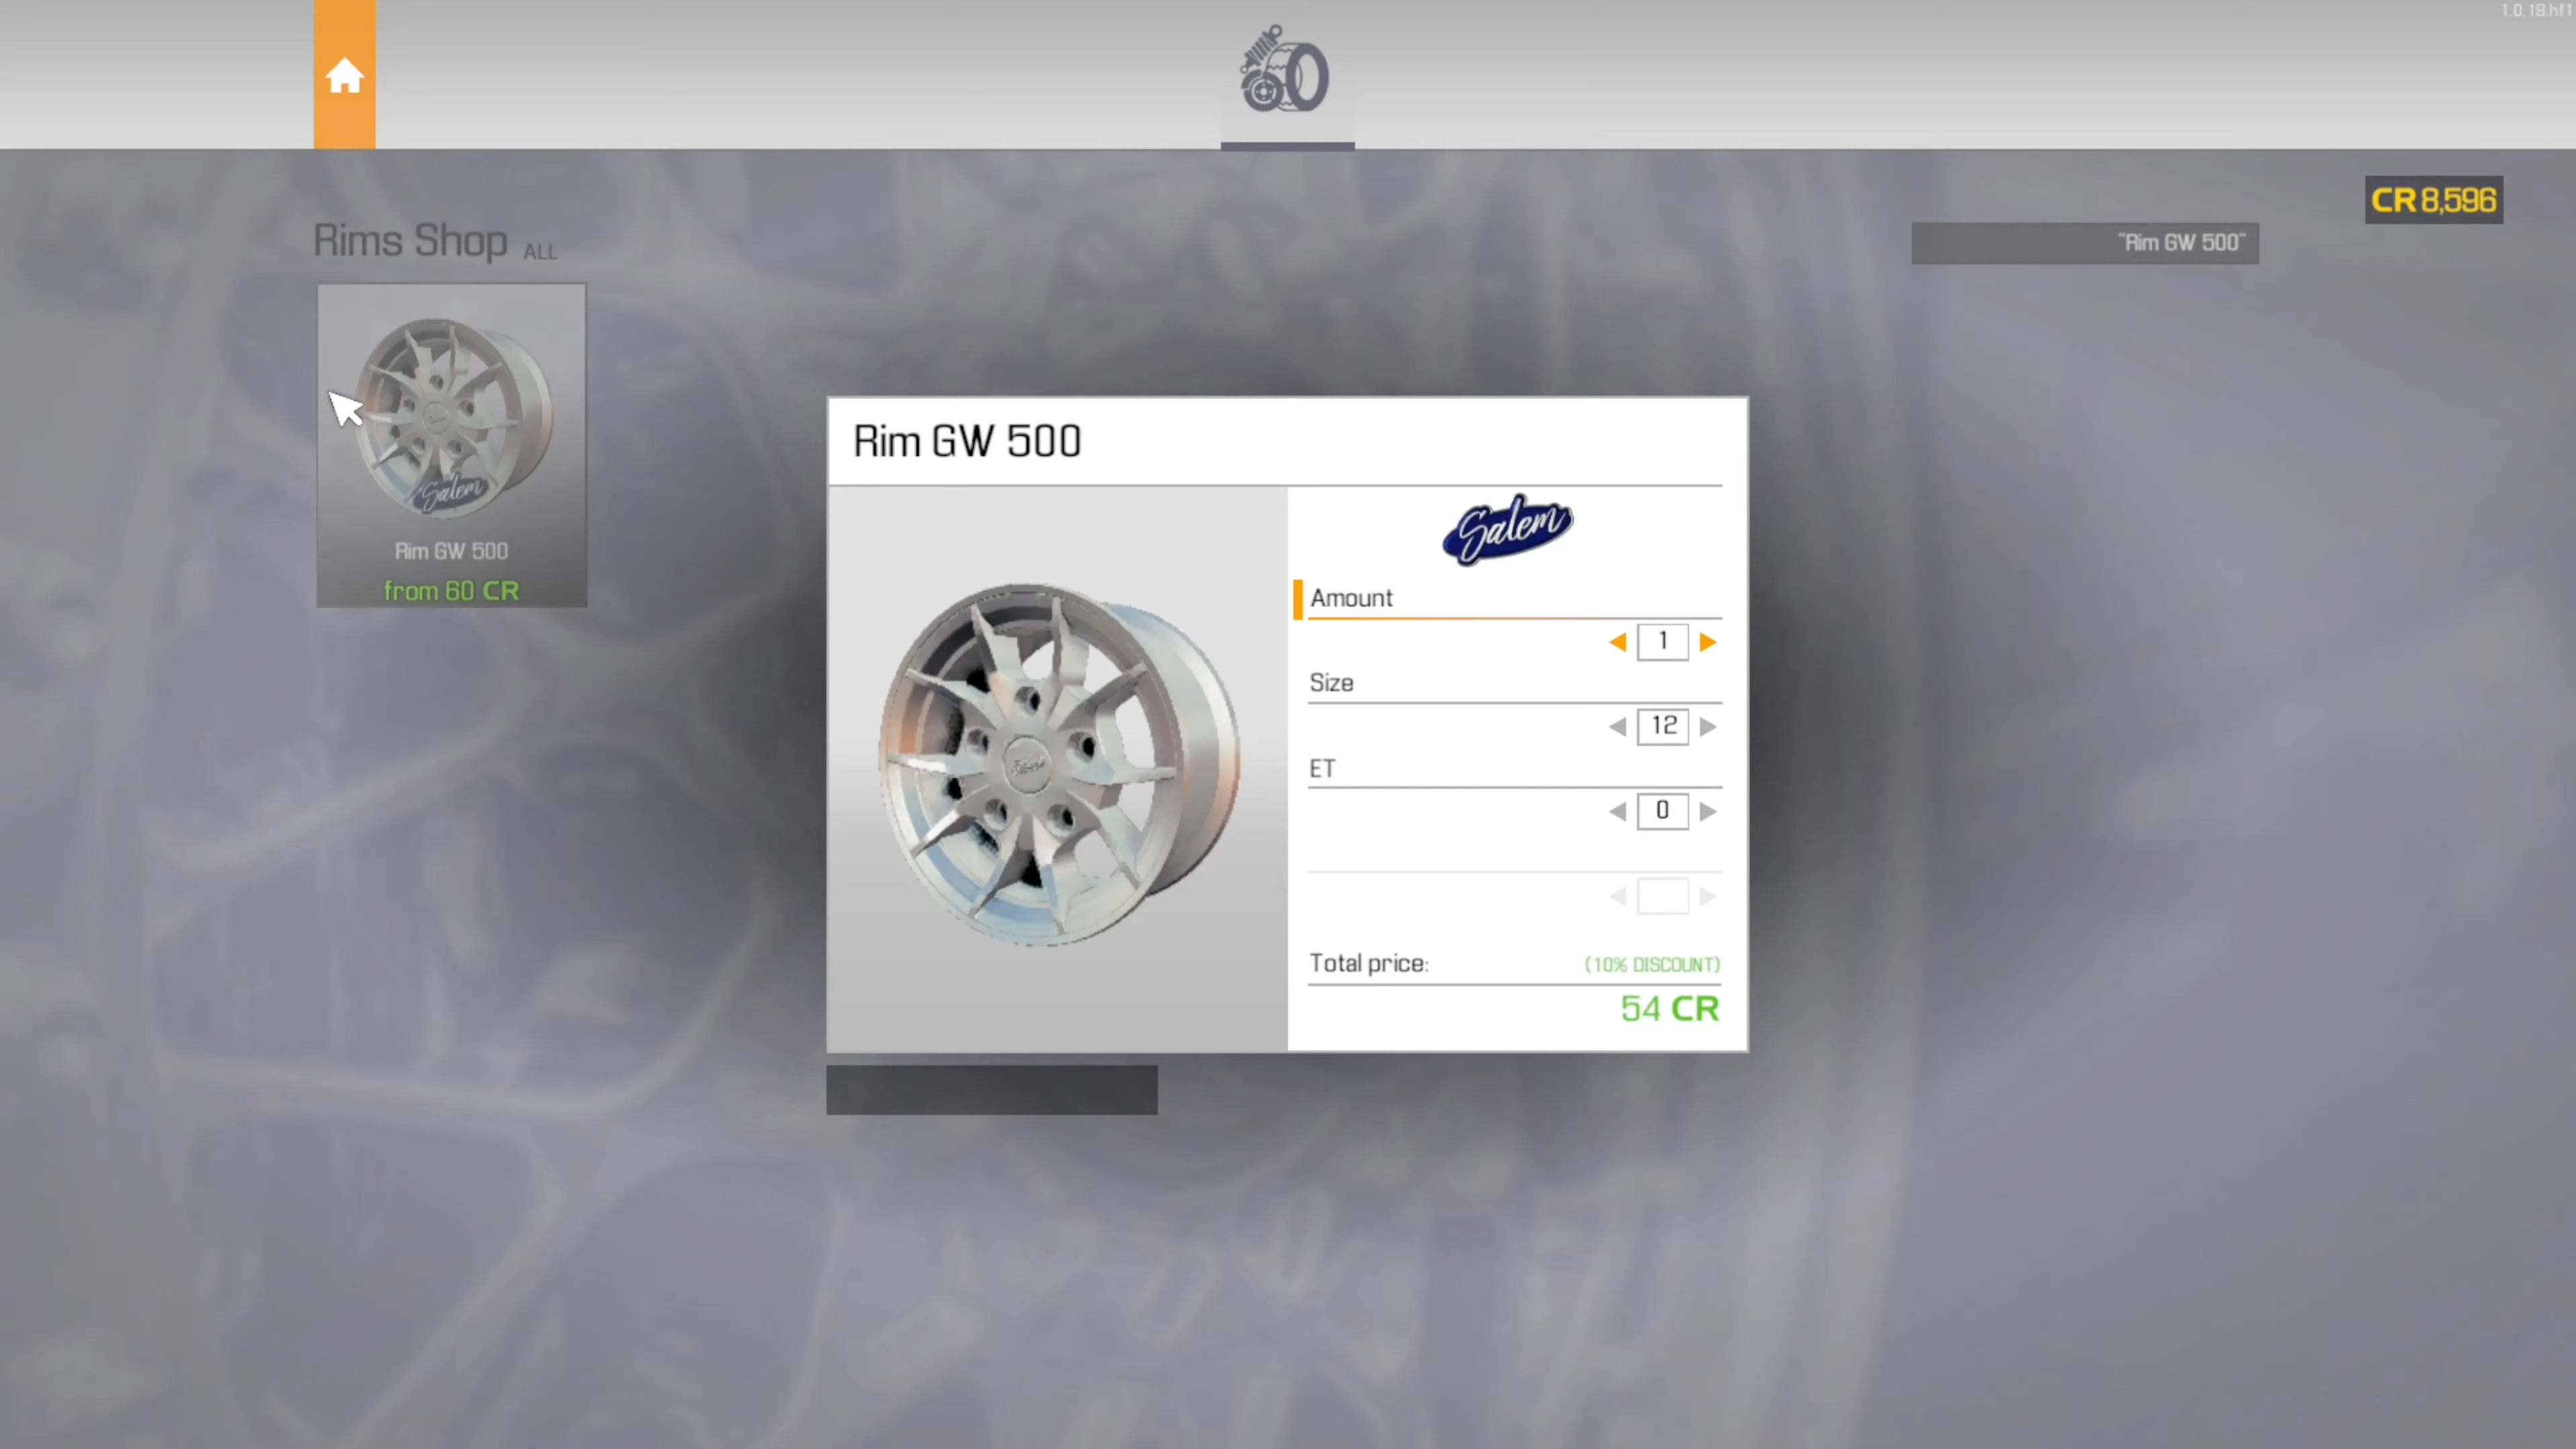 1.0.19.hf1
CR 8,596
Rims Shop ALL
"Rim GW 500"
Salem
Rim GW 500
from 60 CR
Rim GW 500
Salem
Amount
1
Size
12
ET
0
Total price: (10% DISCOUNT)
54 CR